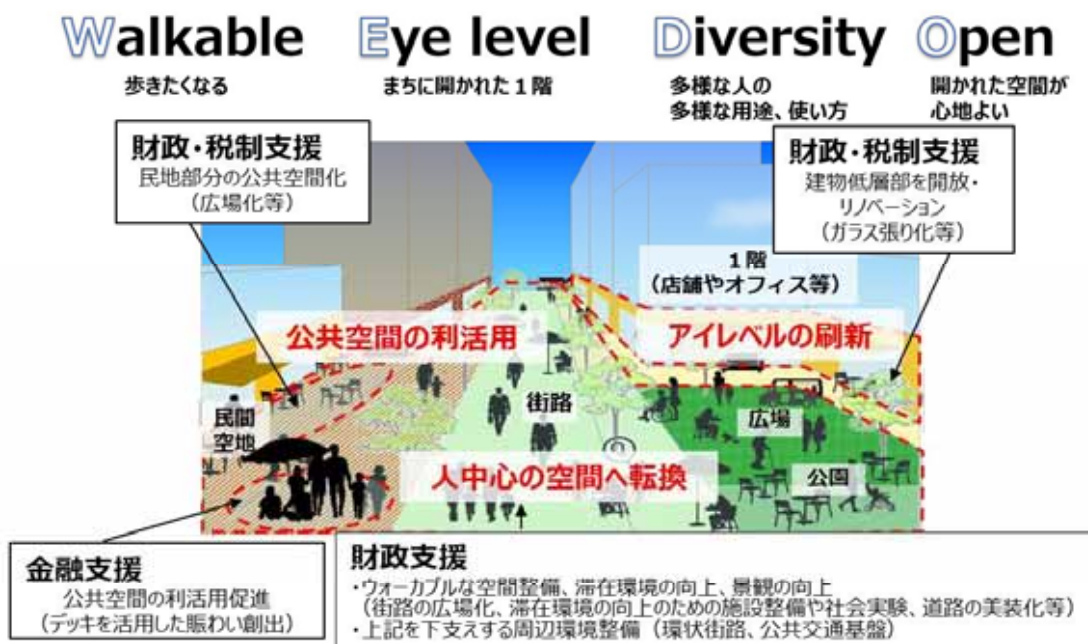 Walkable Eye level Diversity Open
歩きたくなる
まちに開かれた1階
多様な人の
多様な用途、使い方
開かれた空間が
心地よい
財政・税制支援
民地部分の公共空間化
（広場化等）
財政・税制支援
建物低層部を開放・
リノベーション
（ガラス張り化等）
1階
（店舗やオフィス等）
公共空間の利活用
アイレベルの刷新
民間
空地
街路
広場
公園
人中心の空間へ転換
金融支援
公共空間の利活用促進
（デッキを活用した賑わい創出）
財政支援
・ウォーカブルな空間整備、滞在環境の向上、景観の向上
（街路の広場化、滞在環境の向上のための施設整備や社会実験、道路の美装化等）
・上記を下支えする周辺環境整備（環状街路、公共交通基盤）